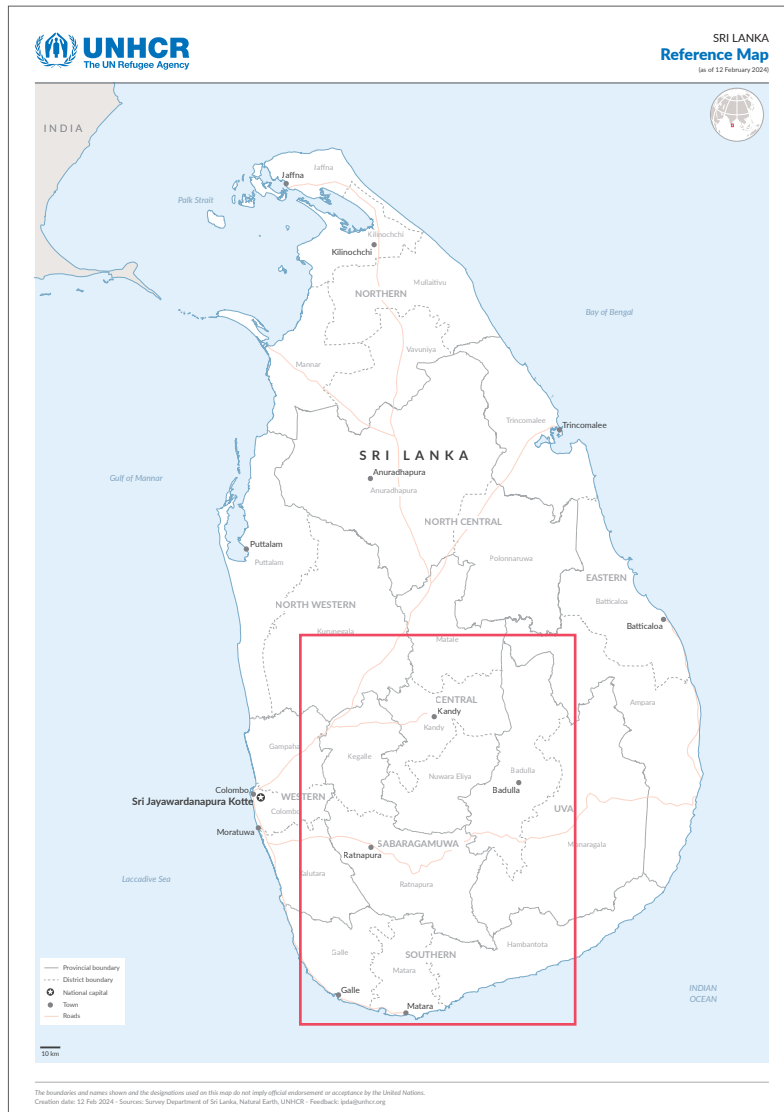 UNHCR
The UN Refugee Agency
SRI LANKA
Reference Map
(as of 12 February 2024)
INDIA
Jaffna
Jaffna
Palk Strait
Kilinochchi
Kilinochchi
Mullaitivu
NORTHERN
Bay of Bengal
Vavuniya
Mannar
Trincomalee
Trincomalee
SRI LANKA
Anuradhapura
Gulf of Mannar
Anuradhapura
NORTH CENTRAL
Puttalam
Polonnaruwa
Puttalam
EASTERN
Batticaloa
NORTH WESTERN
Batticaloa
Kurunegala
Matale
CENTRAL
Ampara
Kandy
Kandy
Gampaha
Kegalle
Badulla
Nuwara Eliya
Colombo
Badulla
WESTERN
Sri Jayawardanapura Kotte
UVA
Colombo
Moratuwa
SABARAGAMUWA
Monaragala
Ratnapura
Kalutara
Laccadive Sea
Ratnapura
Hambantota
Galle
SOUTHERN
Matara
Galle
INDIAN
OCEAN
Matara
Provincial boundary
District boundary
National capital
Town
Roads
10 km
The boundaries and names shown and the designations used on this map do not imply official endorsement or acceptance by the United Nations.
Creation date: 12 Feb 2024 - Sources: Survey Department of Sri Lanka, Natural Earth, UNHCR - Feedback: ipda@unhcr.org